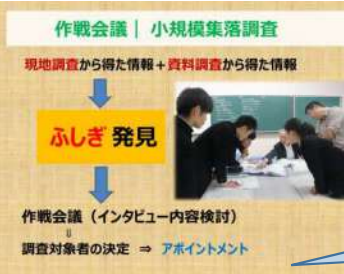 作戦会議｜小規模集落調査
現地調査から得た情報＋資料調査から得た情報
ふしぎ 発見
作戦会議（インタビュー内容検討）
⇓
調査対象者の決定 ⇒ アポイントメント